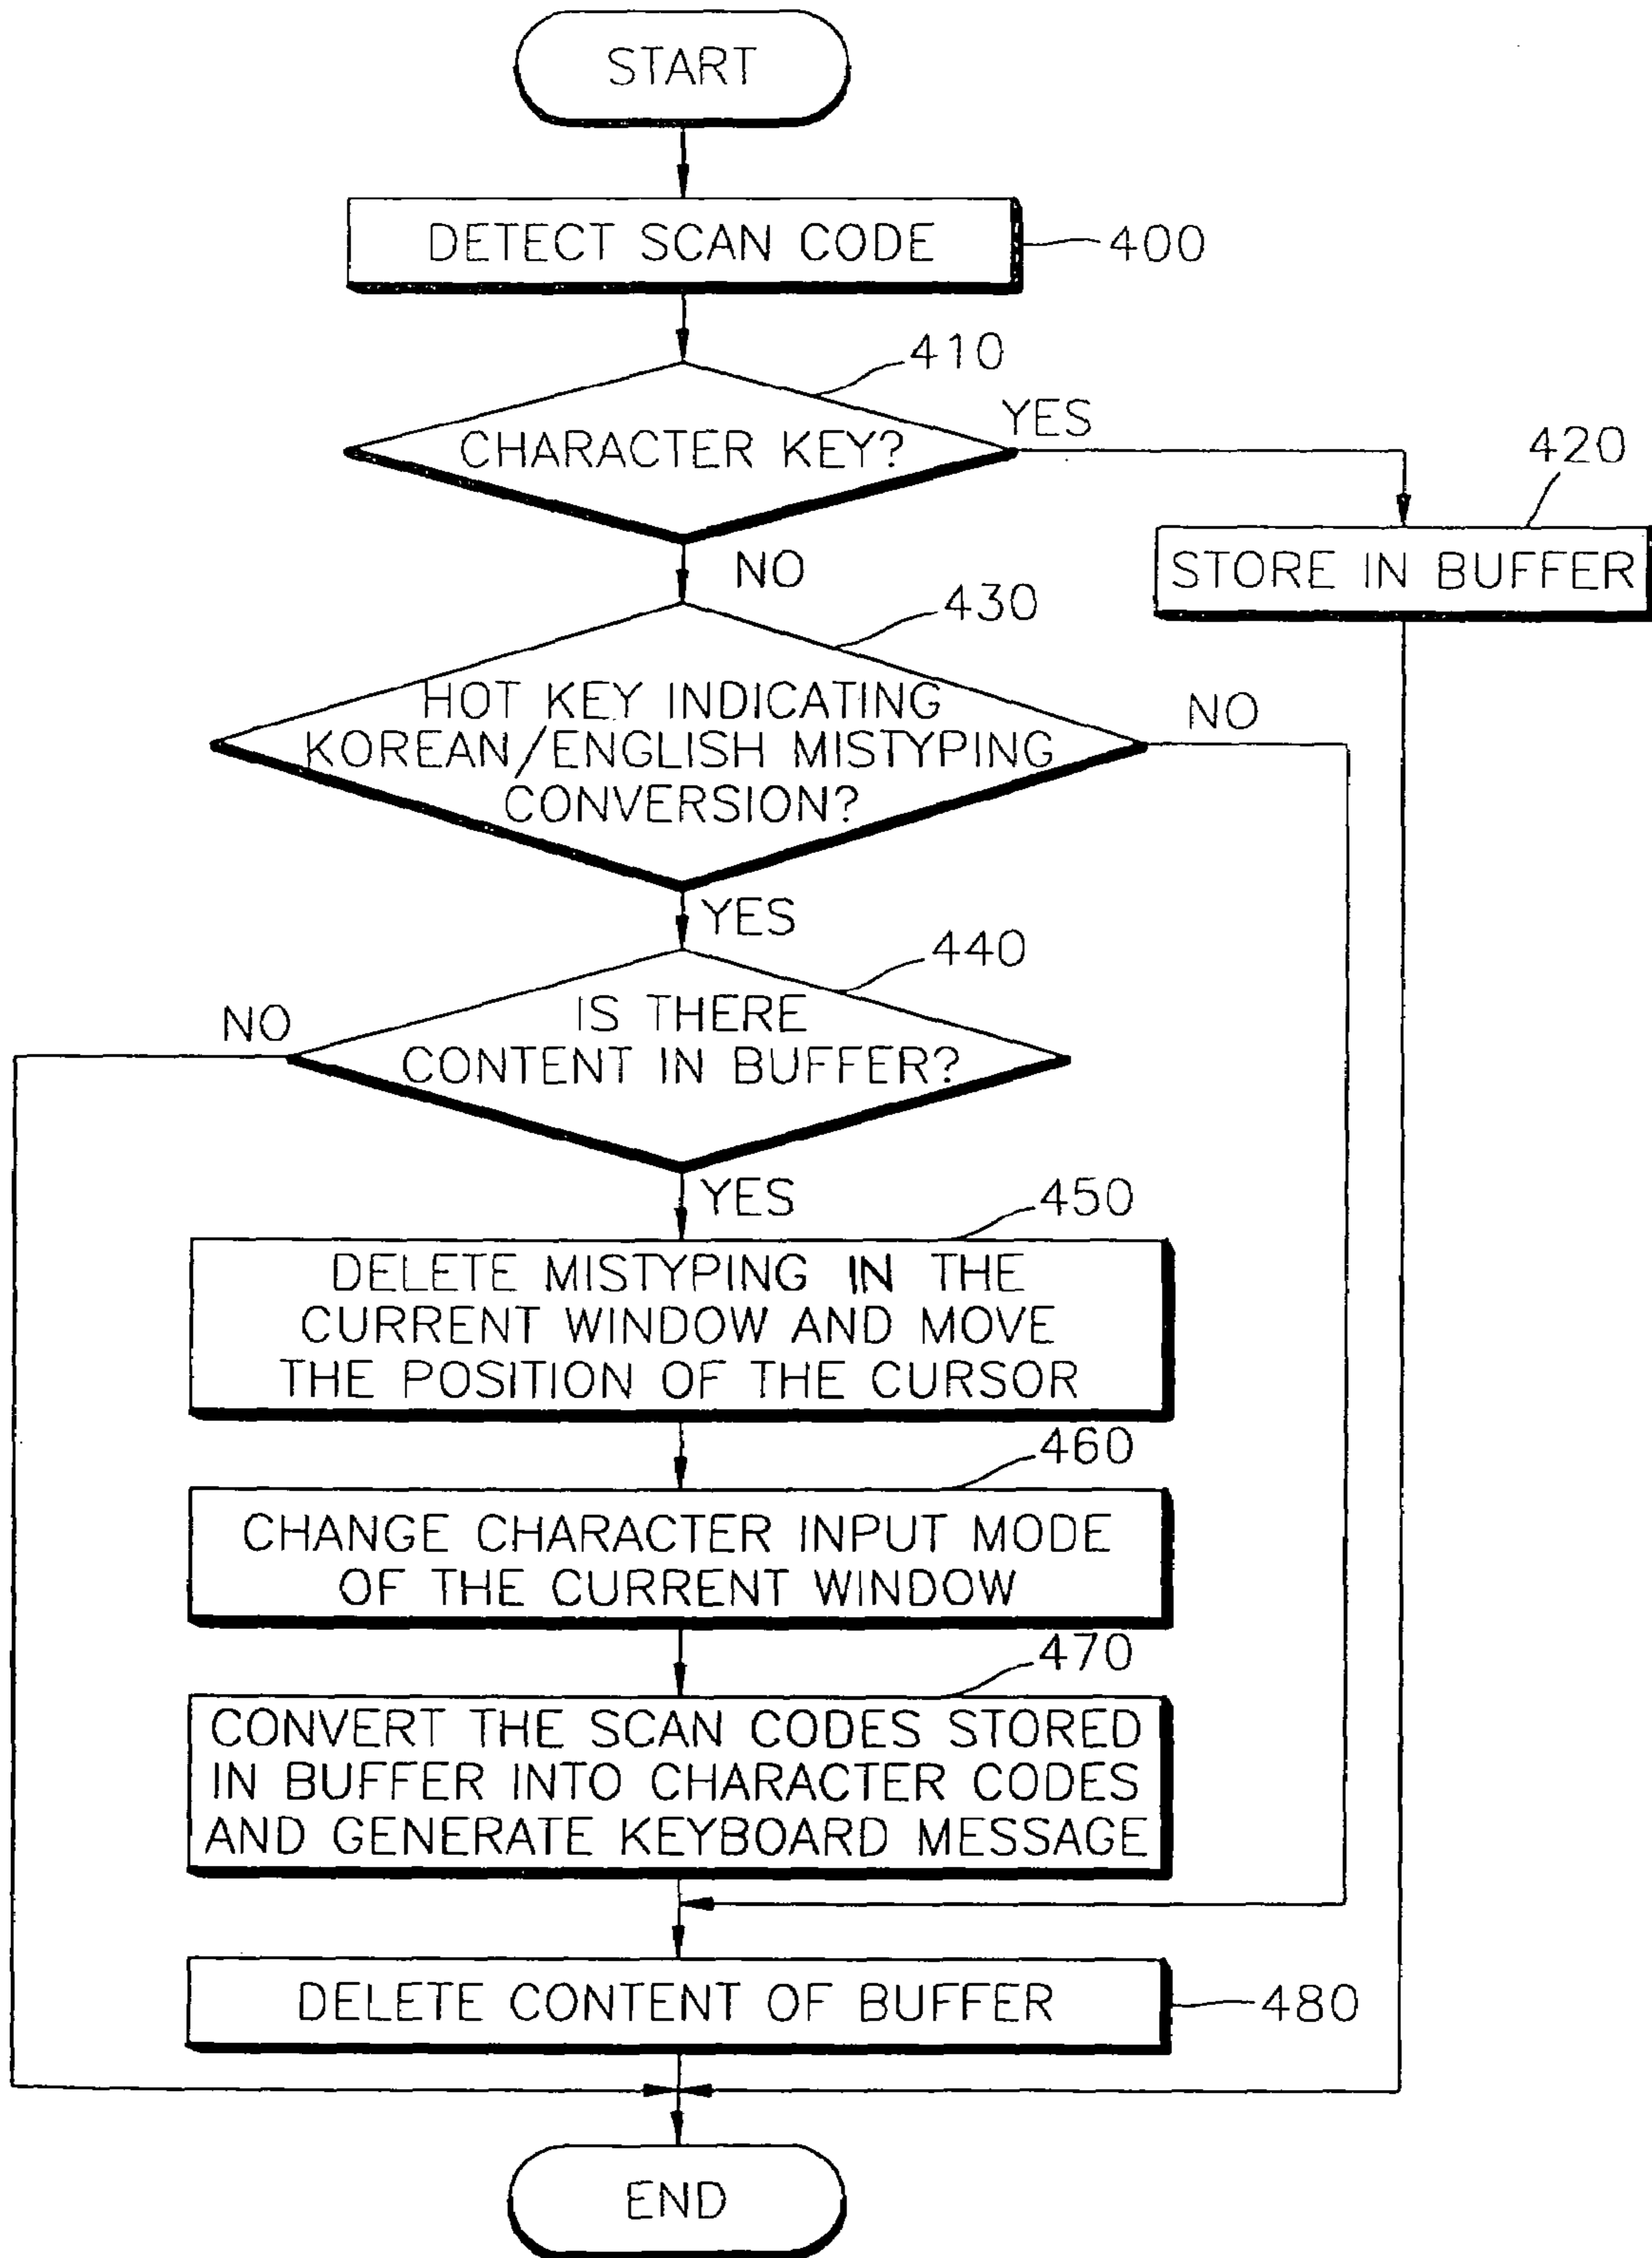 START
DETECT SCAN CODE
400
410
CHARACTER KEY?
YES
420
STORE IN BUFFER
NO
430
HOT KEY INDICATING
KOREAN/ENGLISH MISTYPING
CONVERSION?
NO
YES
440
IS THERE
CONTENT IN BUFFER?
NO
YES
450
DELETE MISTYPING IN THE
CURRENT WINDOW AND MOVE
THE POSITION OF THE CURSOR
460
CHANGE CHARACTER INPUT MODE
OF THE CURRENT WINDOW
470
CONVERT THE SCAN CODES STORED
IN BUFFER INTO CHARACTER CODES
AND GENERATE KEYBOARD MESSAGE
DELETE CONTENT OF BUFFER
480
END